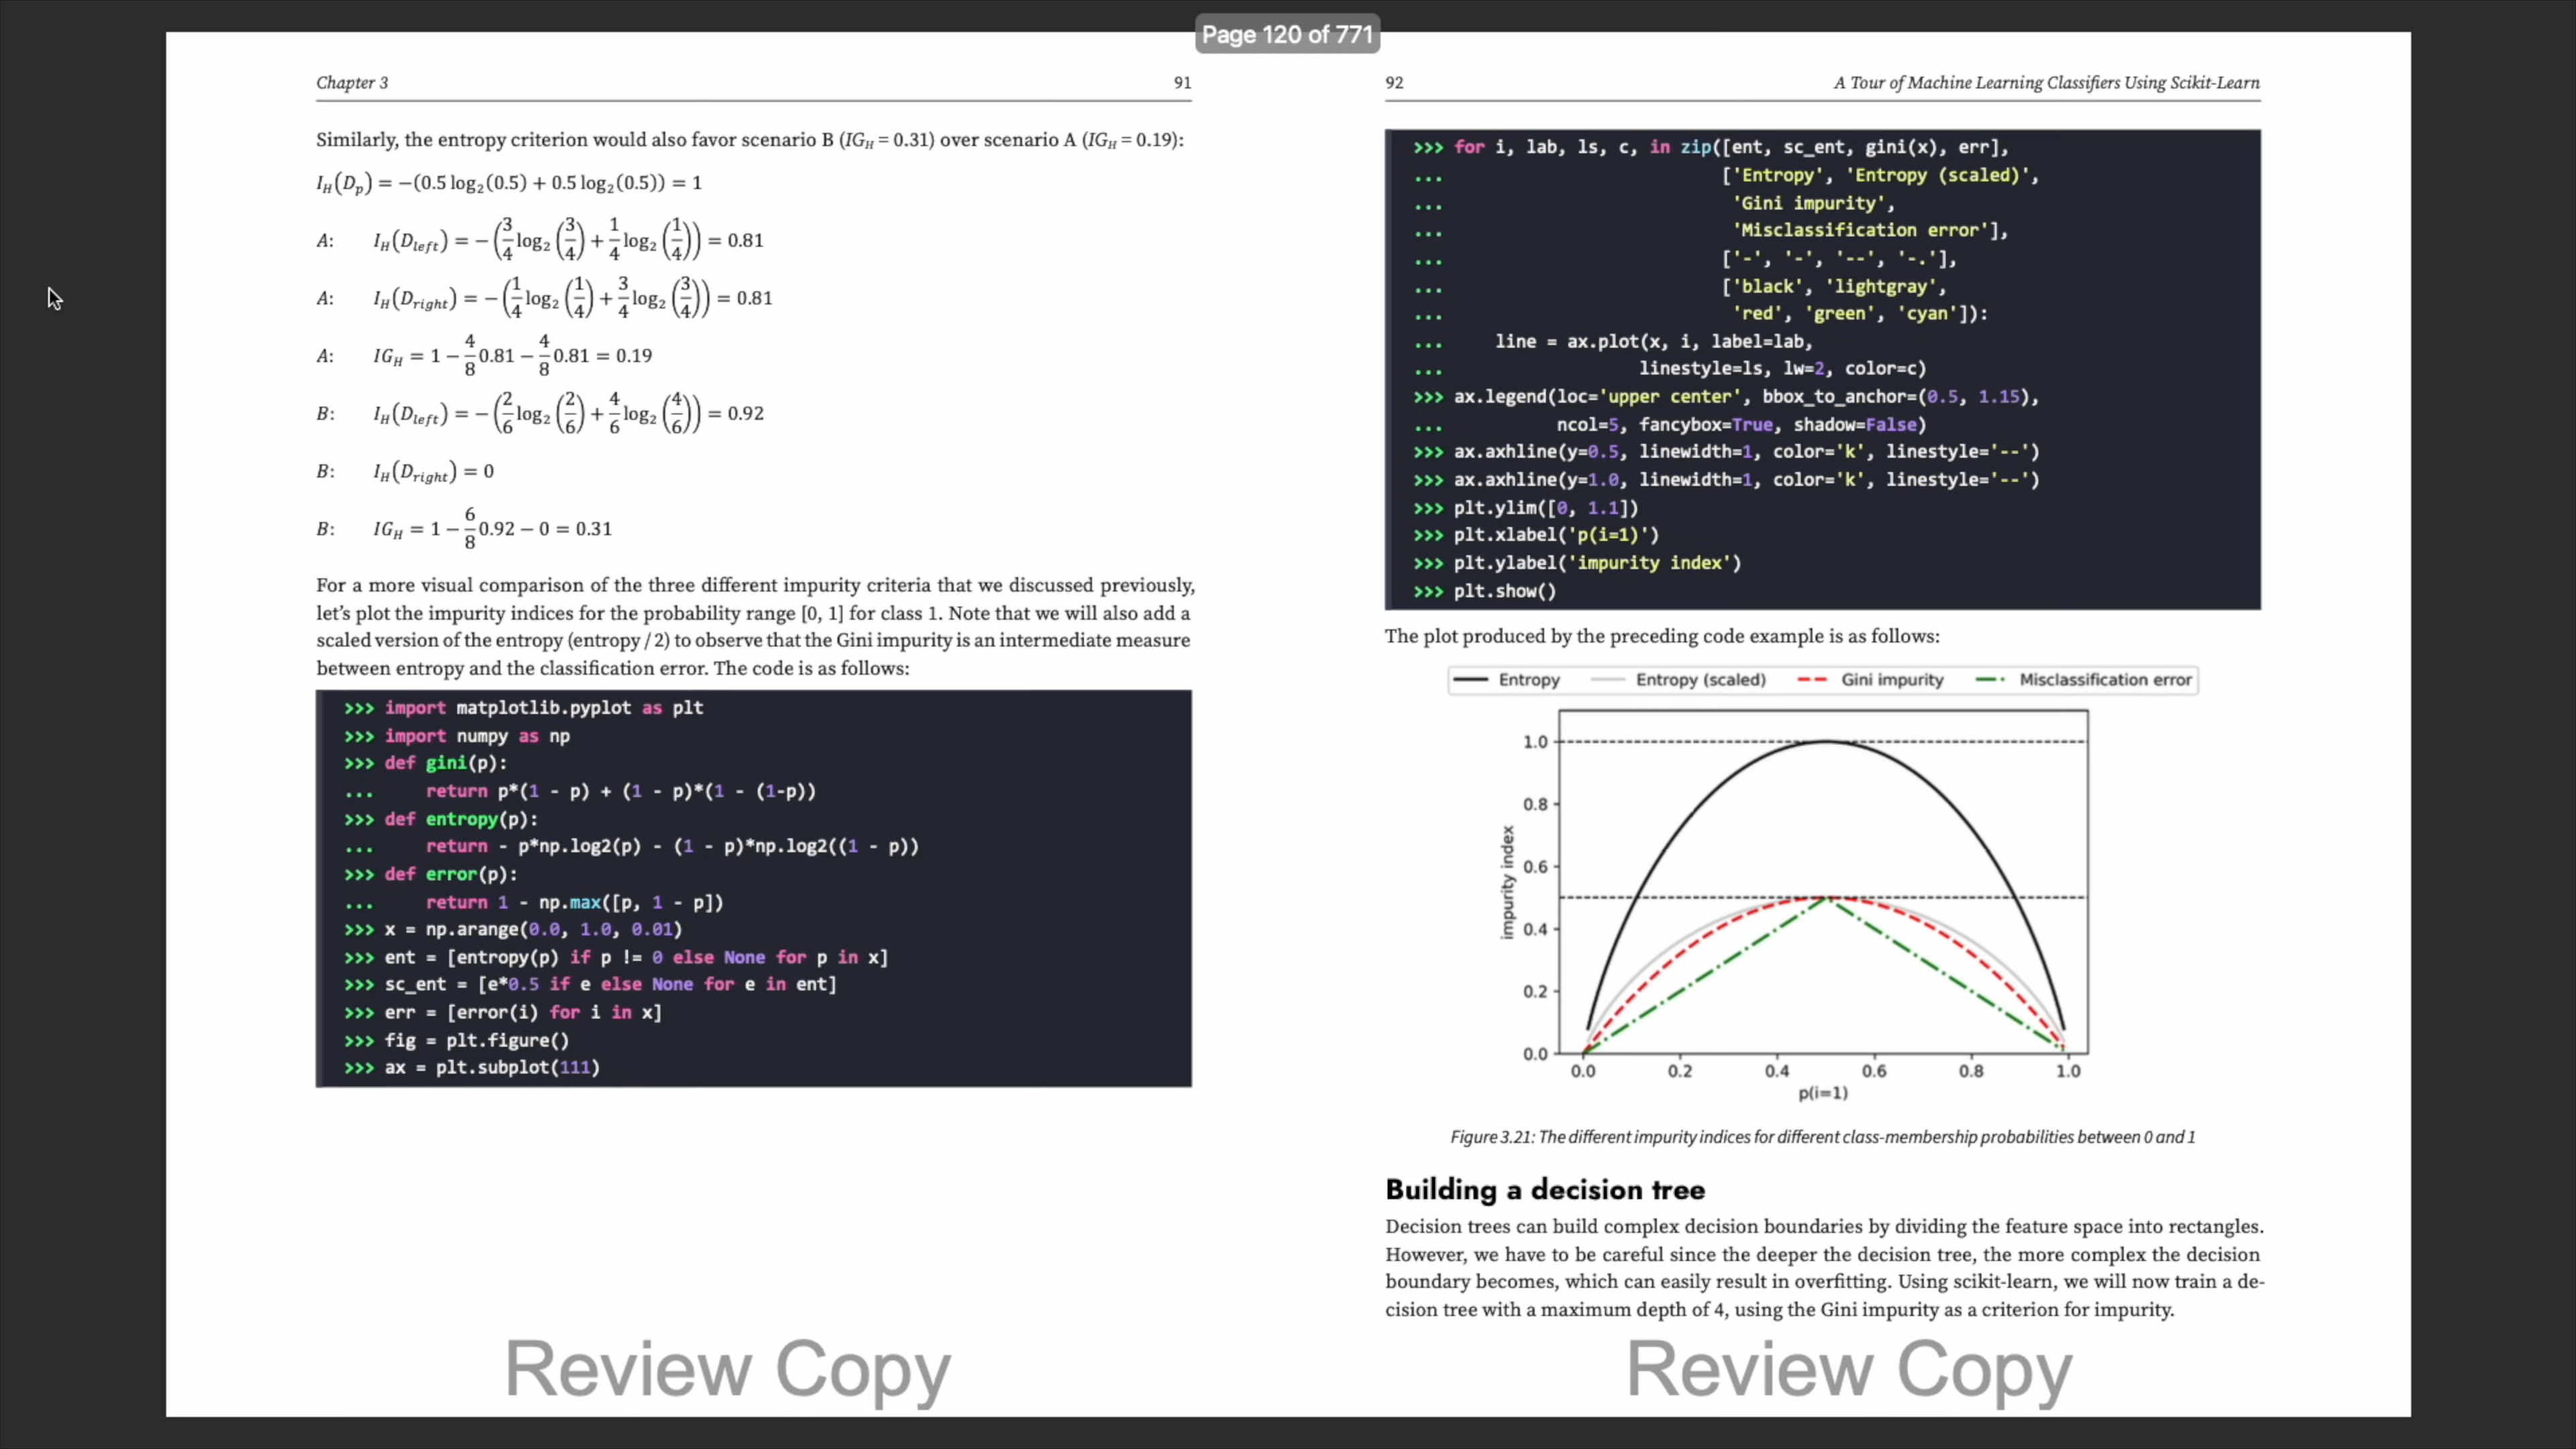 Page 120 of 771
Chapter 3 91
Similarly, the entropy criterion would also favor scenario B (IG_H = 0.31) over scenario A (IG_H = 0.19):
I_H(D_p) = −(0.5 log₂(0.5) + 0.5 log₂(0.5)) = 1
A: I_H(D_left) = −(3/4 log₂(3/4) + 1/4 log₂(1/4)) = 0.81
A: I_H(D_right) = −(1/4 log₂(1/4) + 3/4 log₂(3/4)) = 0.81
A: IG_H = 1 − 4/8 0.81 − 4/8 0.81 = 0.19
B: I_H(D_left) = −(2/6 log₂(2/6) + 4/6 log₂(4/6)) = 0.92
B: I_H(D_right) = 0
B: IG_H = 1 − 6/8 0.92 − 0 = 0.31
For a more visual comparison of the three different impurity criteria that we discussed previously,
let's plot the impurity indices for the probability range [0, 1] for class 1. Note that we will also add a
scaled version of the entropy (entropy / 2) to observe that the Gini impurity is an intermediate measure
between entropy and the classification error. The code is as follows:
>>> import matplotlib.pyplot as plt
>>> import numpy as np
>>> def gini(p):
...     return p*(1 - p) + (1 - p)*(1 - (1-p))
>>> def entropy(p):
...     return - p*np.log2(p) - (1 - p)*np.log2((1 - p))
>>> def error(p):
...     return 1 - np.max([p, 1 - p])
>>> x = np.arange(0.0, 1.0, 0.01)
>>> ent = [entropy(p) if p != 0 else None for p in x]
>>> sc_ent = [e*0.5 if e else None for e in ent]
>>> err = [error(i) for i in x]
>>> fig = plt.figure()
>>> ax = plt.subplot(111)
Review Copy
92 A Tour of Machine Learning Classifiers Using Scikit-Learn
>>> for i, lab, ls, c, in zip([ent, sc_ent, gini(x), err],
...                           ['Entropy', 'Entropy (scaled)',
...                            'Gini impurity',
...                            'Misclassification error'],
...                           ['-', '-', '--', '-.'],
...                           ['black', 'lightgray',
...                            'red', 'green', 'cyan']):
...     line = ax.plot(x, i, label=lab,
...                   linestyle=ls, lw=2, color=c)
>>> ax.legend(loc='upper center', bbox_to_anchor=(0.5, 1.15),
...           ncol=5, fancybox=True, shadow=False)
>>> ax.axhline(y=0.5, linewidth=1, color='k', linestyle='--')
>>> ax.axhline(y=1.0, linewidth=1, color='k', linestyle='--')
>>> plt.ylim([0, 1.1])
>>> plt.xlabel('p(i=1)')
>>> plt.ylabel('impurity index')
>>> plt.show()
The plot produced by the preceding code example is as follows:
Entropy Entropy (scaled) Gini impurity Misclassification error
1.0
0.8
0.6
0.4
0.2
0.0
impurity index
0.0 0.2 0.4 0.6 0.8 1.0
p(i=1)
Figure 3.21: The different impurity indices for different class-membership probabilities between 0 and 1
Building a decision tree
Decision trees can build complex decision boundaries by dividing the feature space into rectangles.
However, we have to be careful since the deeper the decision tree, the more complex the decision
boundary becomes, which can easily result in overfitting. Using scikit-learn, we will now train a de-
cision tree with a maximum depth of 4, using the Gini impurity as a criterion for impurity.
Review Copy